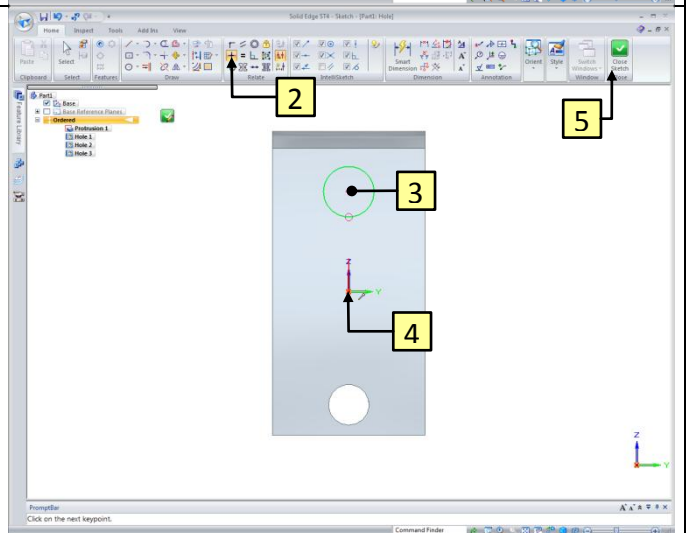 Solid Edge ST4 - Sketch - [Part1: Hole]
Home Inspect Tools Add Ins View
Paste
Select
Smart Dimension
Orient Style
Switch Windows
Close Sketch
Clipboard Select Features Draw Relate IntelliSketch Dimension Annotation Window Close
2
5
Part1
Base
Base Reference Planes
Ordered
Protrusion 1
Hole 1
Hole 2
Hole 3
Feature Library
3
Z
Y
4
Z
Y
PromptBar
Click on the next keypoint.
Command Finder